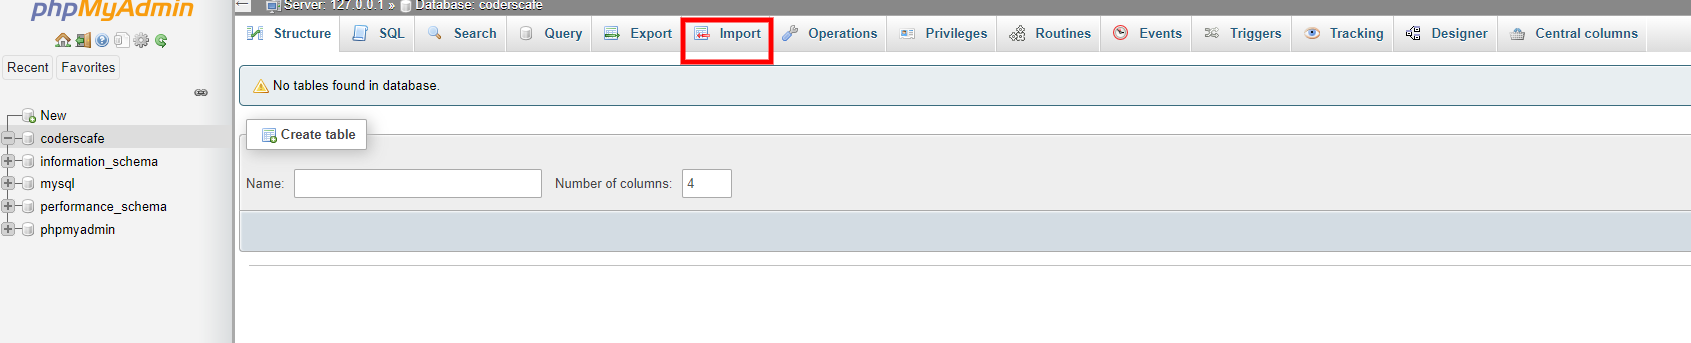 phpMyAdmin
Recent Favorites
New
coderscafe
information_schema
mysql
performance_schema
phpmyadmin
Server: 127.0.0.1 » Database: coderscafe
Structure SQL Search Query Export Import Operations Privileges Routines Events Triggers Tracking Designer Central columns
No tables found in database.
Create table
Name: Number of columns: 4